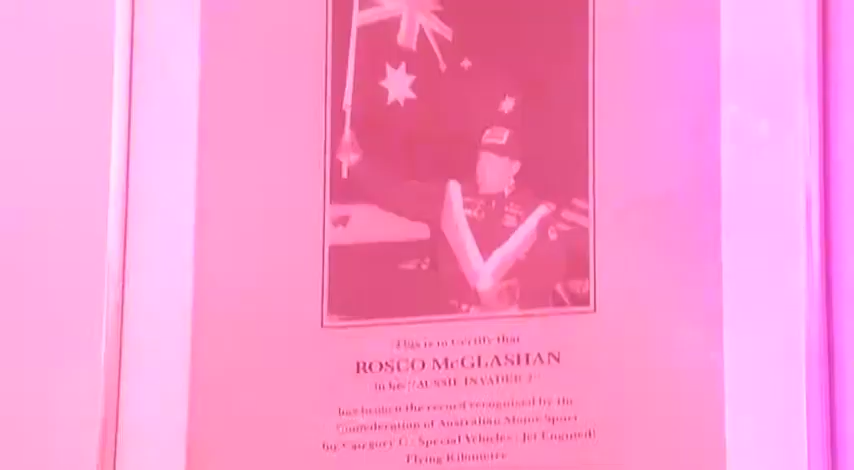 This is to Certify that
ROSCO McGLASHAN
in his "AUSSIE INVADER 2"
has broken the record recognised by the
Confederation of Australian Motor Sport
for Category C - Special Vehicles - Jet Engined
Flying Kilometre